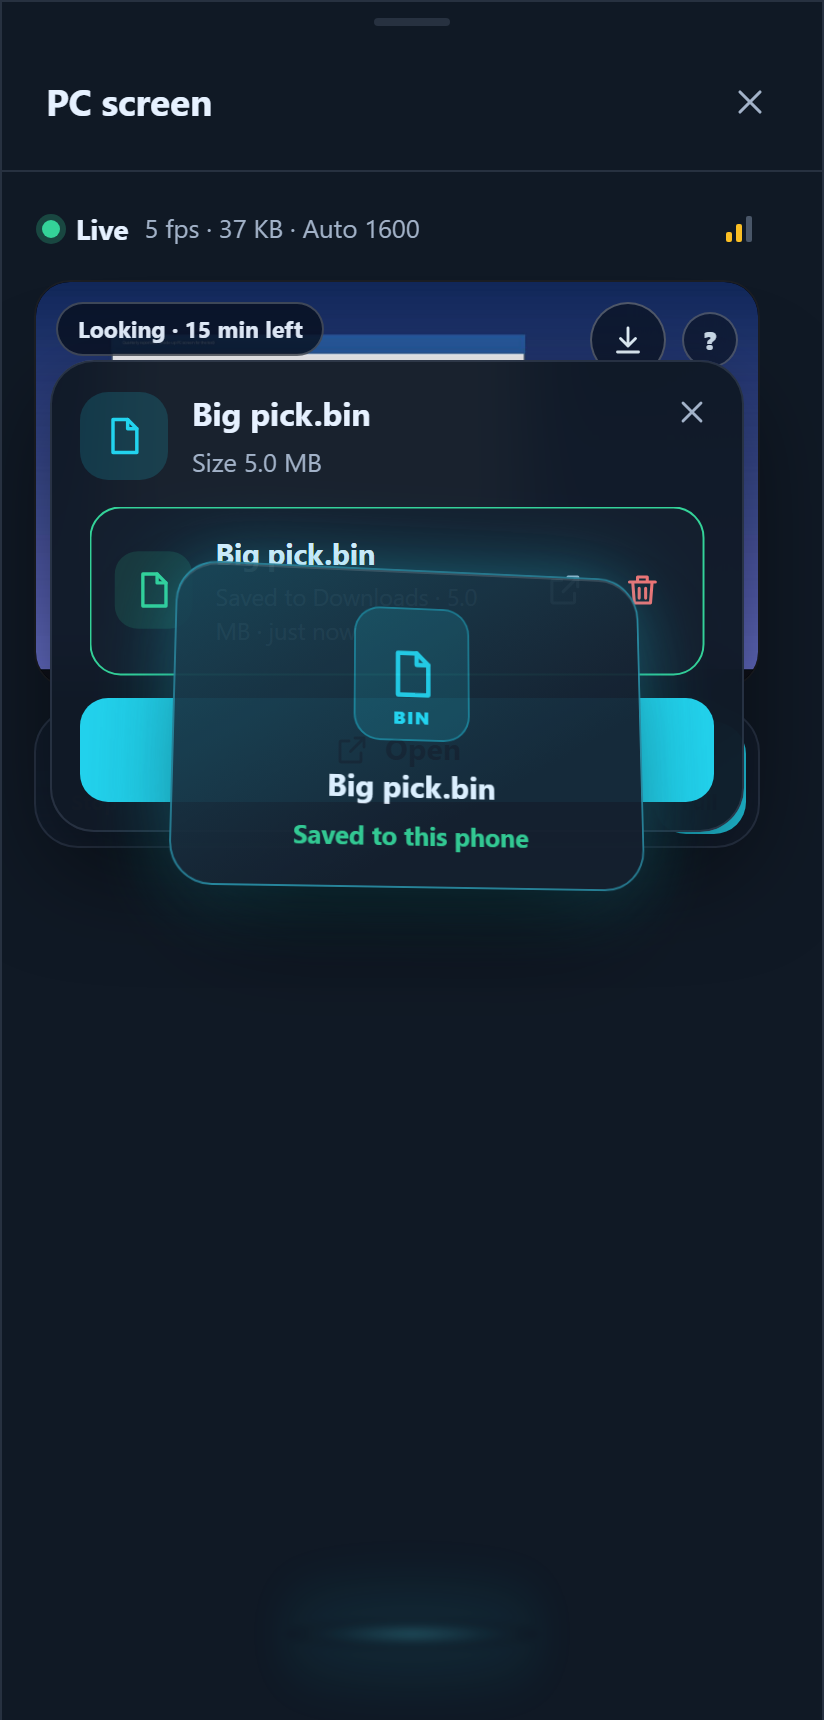 PC screen
Live 5 fps · 37 KB · Auto 1600
Looking · 15 min left
?
Big pick.bin
Size 5.0 MB
Big pick.bin
Saved to Downloads · 5.0
MB · just now
BIN
Open
Big pick.bin
Saved to this phone